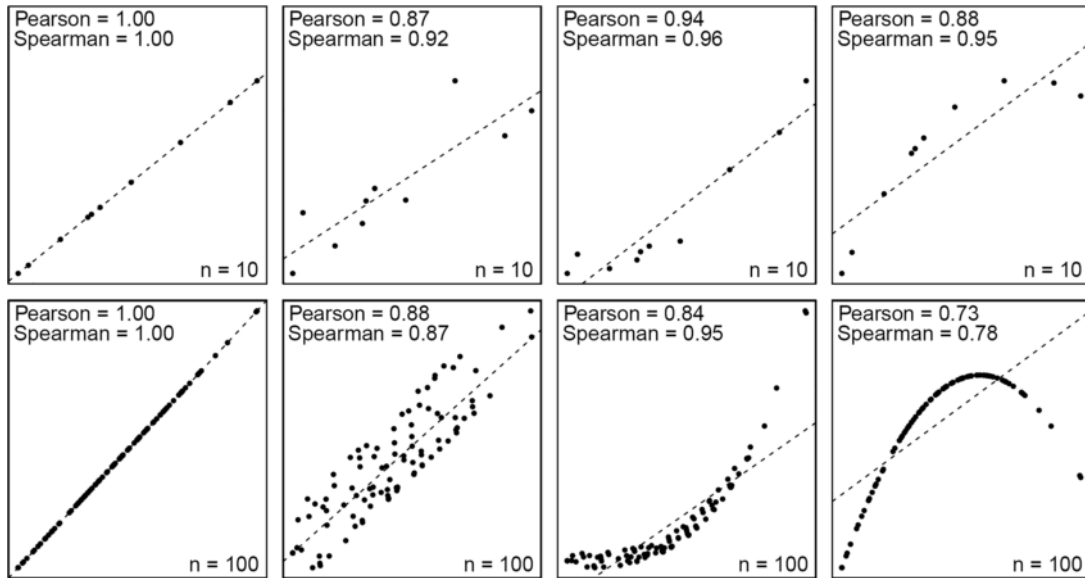 Pearson = 1.00
Spearman = 1.00
n = 10
Pearson = 0.87
Spearman = 0.92
n = 10
Pearson = 0.94
Spearman = 0.96
n = 10
Pearson = 0.88
Spearman = 0.95
n = 10
Pearson = 1.00
Spearman = 1.00
n = 100
Pearson = 0.88
Spearman = 0.87
n = 100
Pearson = 0.84
Spearman = 0.95
n = 100
Pearson = 0.73
Spearman = 0.78
n = 100